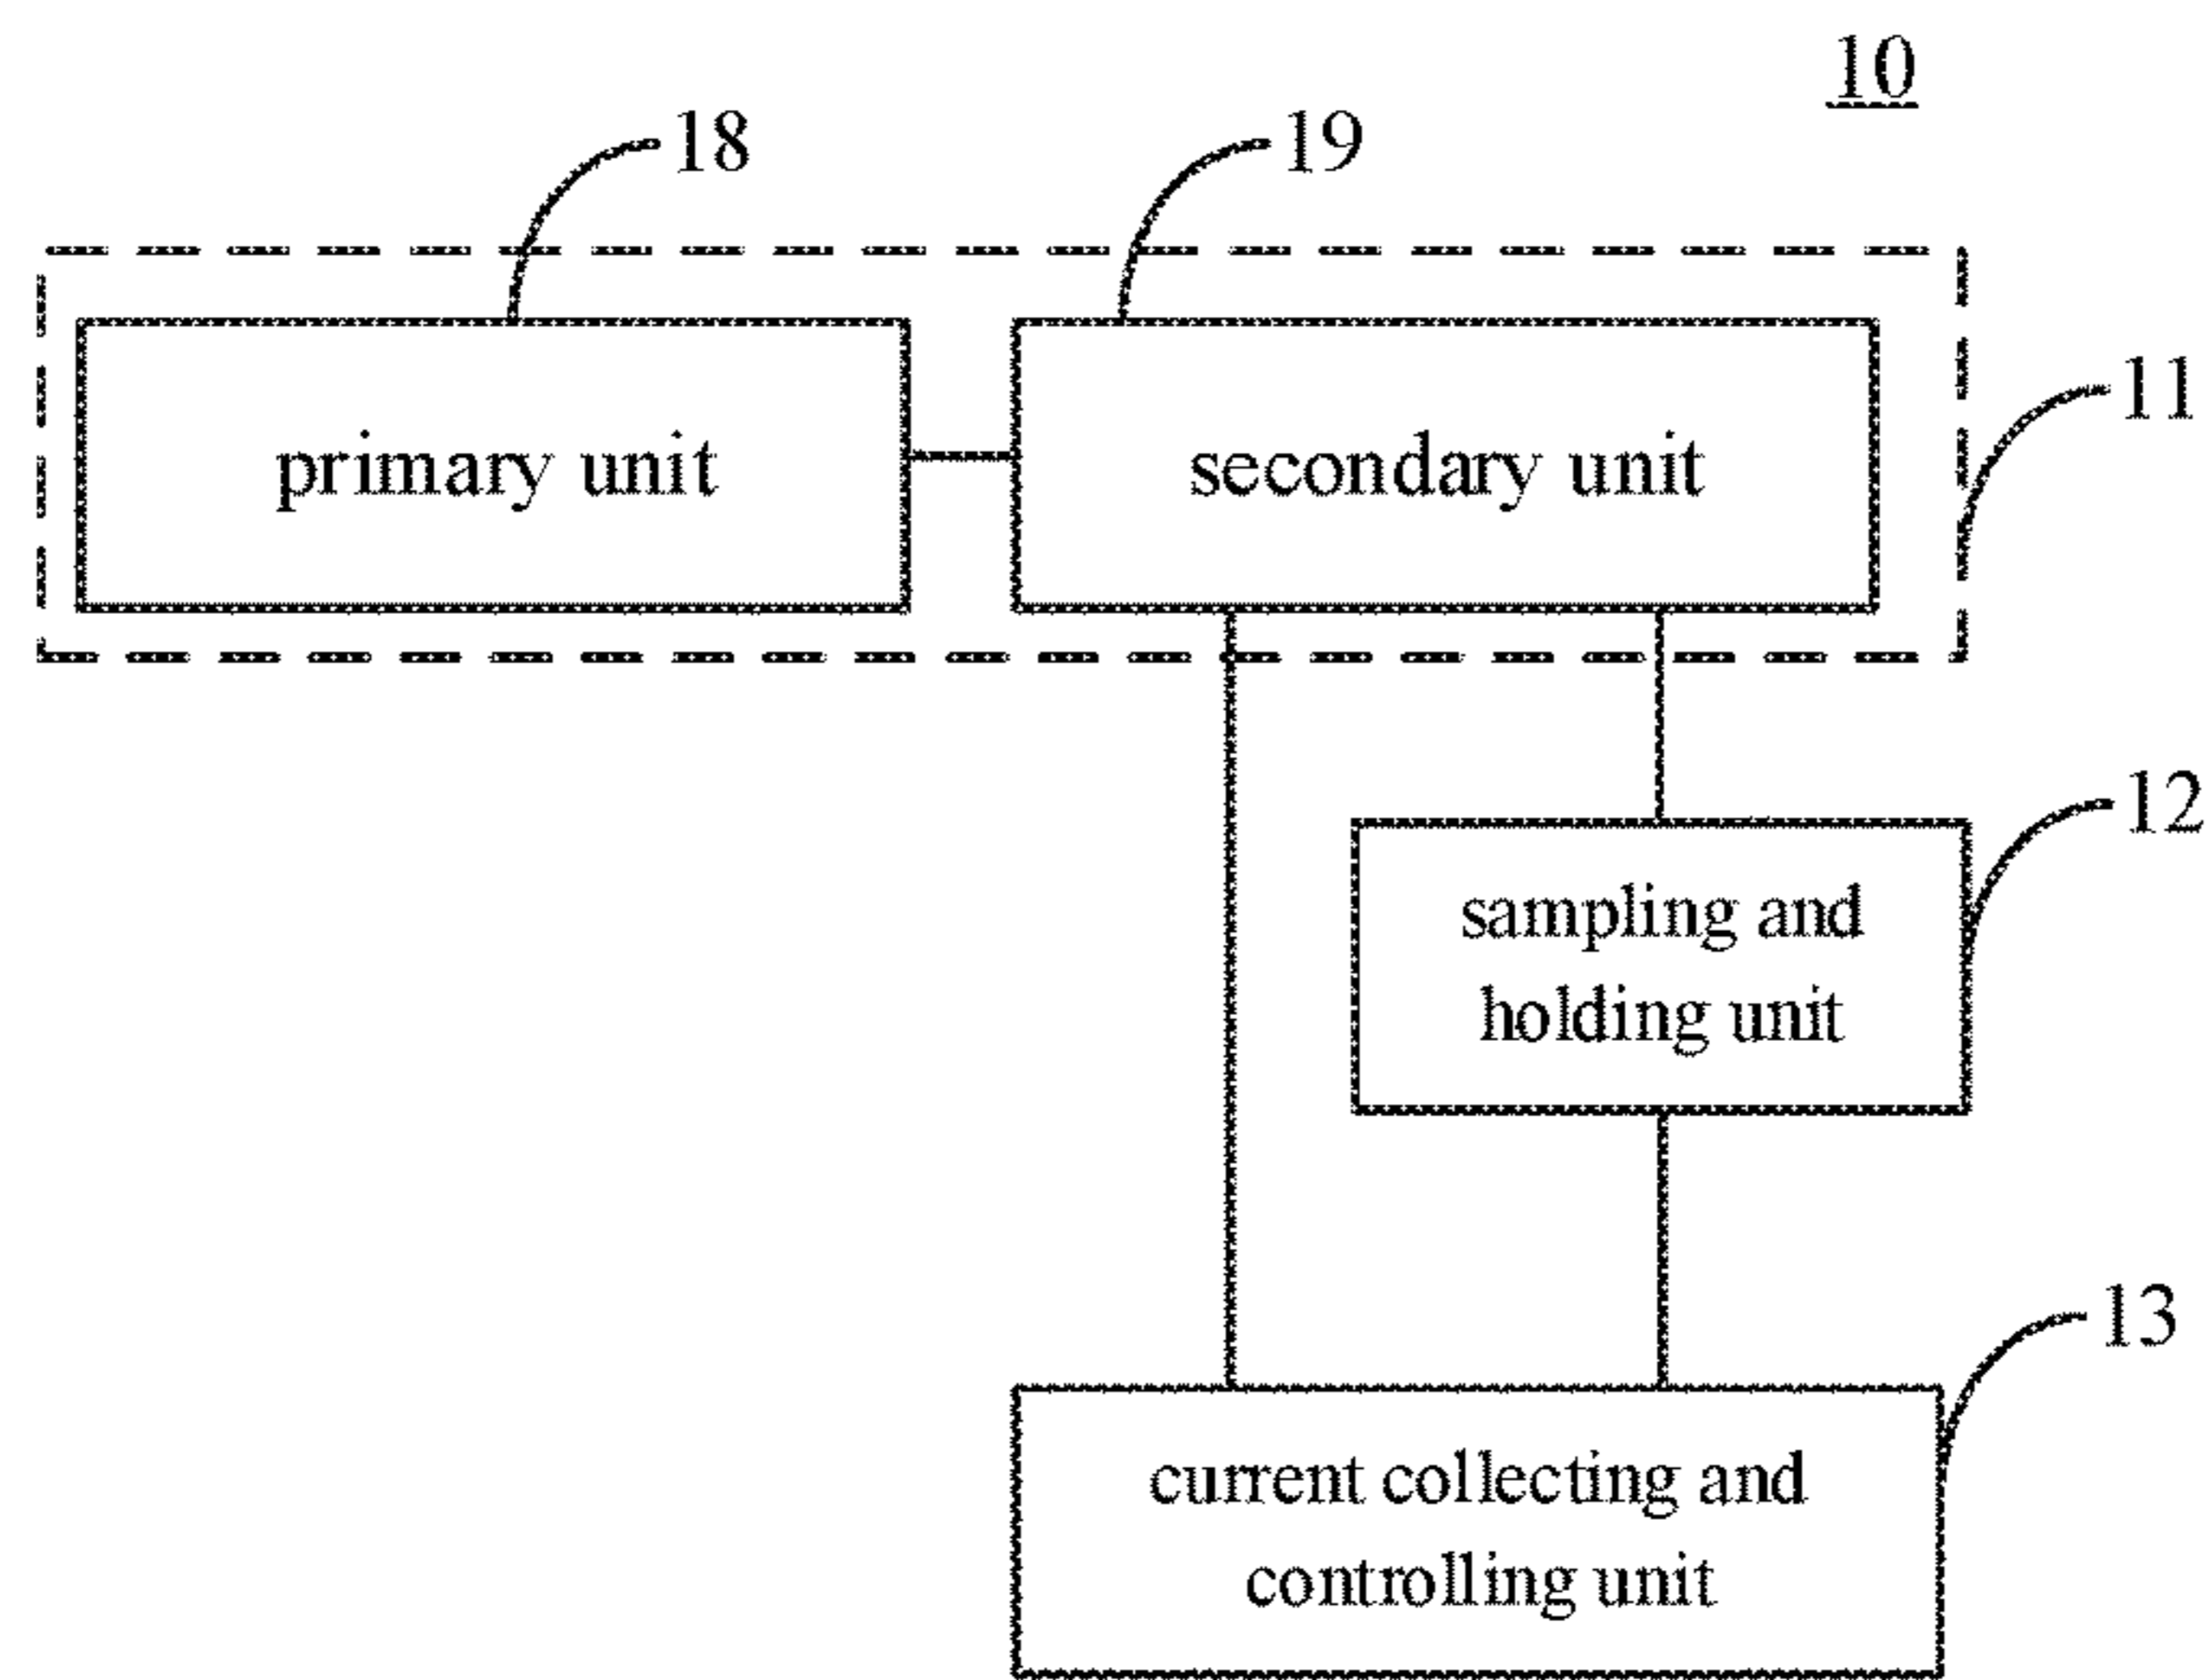 10
18
19
primary unit
secondary unit
11
12
sampling and
holding unit
13
current collecting and
controlling unit